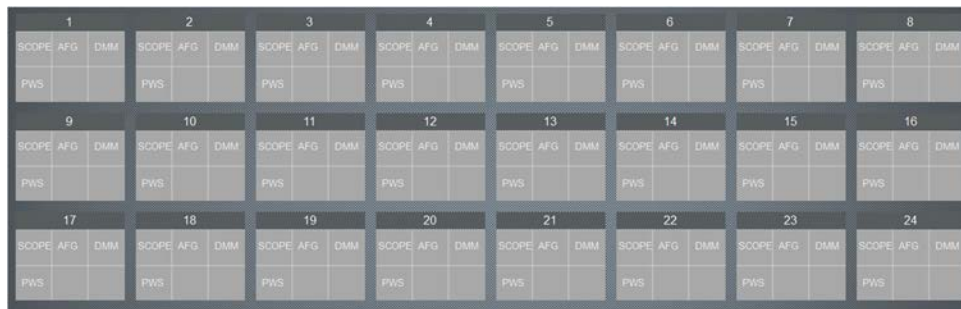 1 2 3 4 5 6 7 8
SCOPE AFG DMM SCOPE AFG DMM SCOPE AFG DMM SCOPE AFG DMM SCOPE AFG DMM SCOPE AFG DMM SCOPE AFG DMM SCOPE AFG DMM
PWS PWS PWS PWS PWS PWS PWS PWS
9 10 11 12 13 14 15 16
SCOPE AFG DMM SCOPE AFG DMM SCOPE AFG DMM SCOPE AFG DMM SCOPE AFG DMM SCOPE AFG DMM SCOPE AFG DMM SCOPE AFG DMM
PWS PWS PWS PWS PWS PWS PWS PWS
17 18 19 20 21 22 23 24
SCOPE AFG DMM SCOPE AFG DMM SCOPE AFG DMM SCOPE AFG DMM SCOPE AFG DMM SCOPE AFG DMM SCOPE AFG DMM SCOPE AFG DMM
PWS PWS PWS PWS PWS PWS PWS PWS